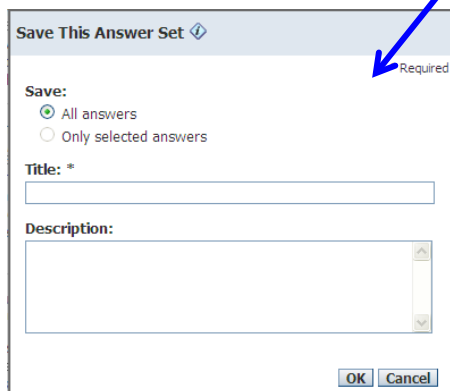 Save This Answer Set
Required
Save:
All answers
Only selected answers
Title: *
Description:
OK Cancel